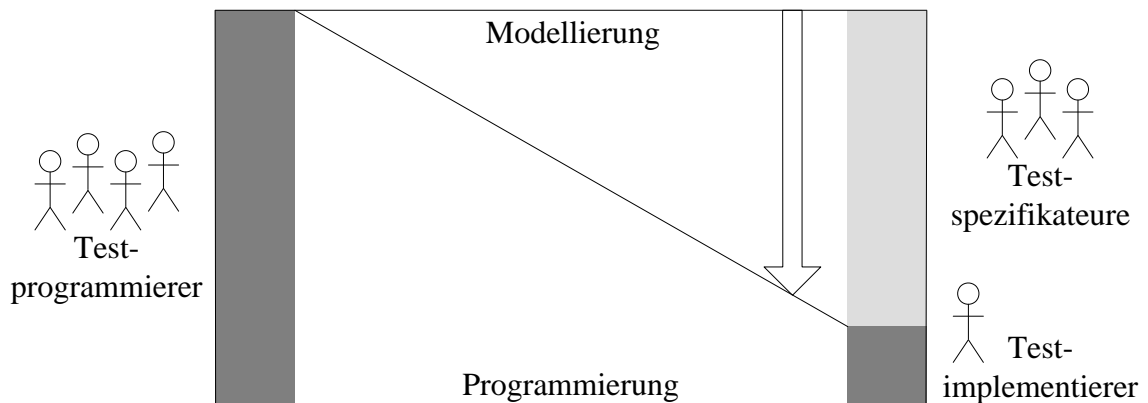 Modellierung
Test-
programmierer
Test-
spezifikateure
Test-
implementierer
Programmierung